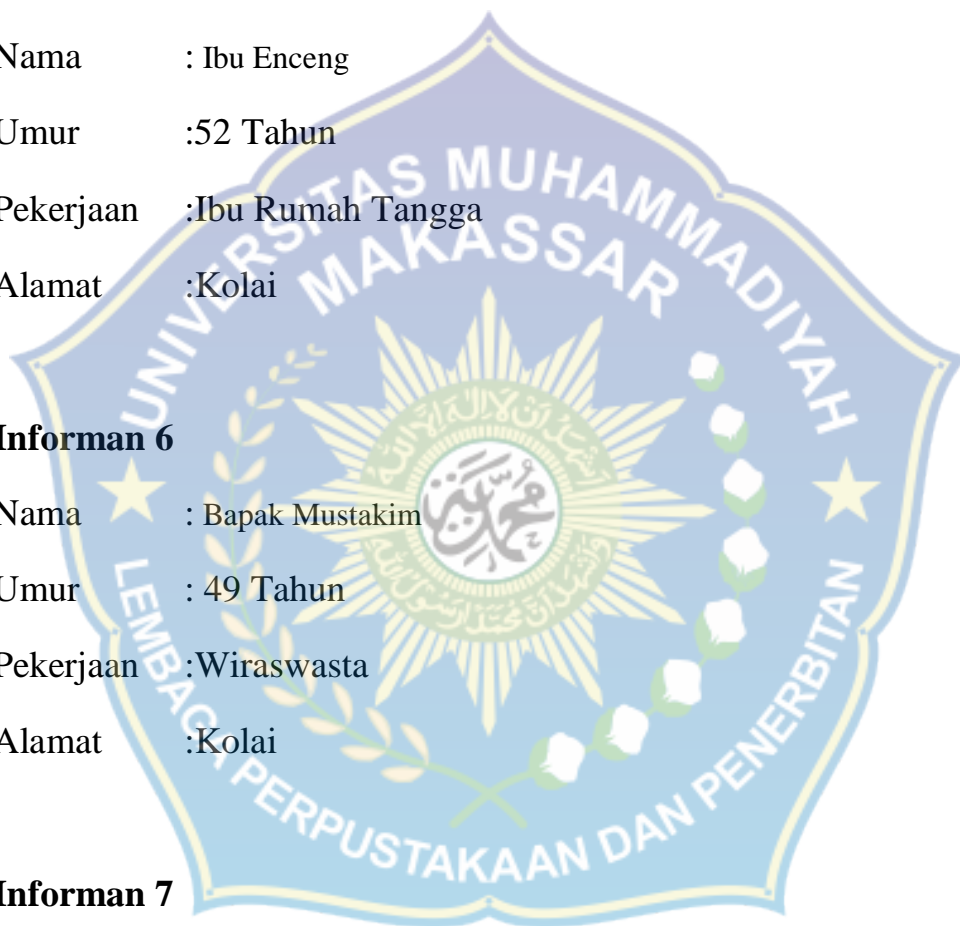 Nama : Ibu Enceng
Umur :52 Tahun
Pekerjaan :Ibu Rumah Tangga
Alamat :Kolai
Informan 6
Nama : Bapak Mustakim
Umur : 49 Tahun
Pekerjaan :Wiraswasta
Alamat :Kolai
Informan 7
UNIVERSITAS MUHAMMADIYAH
MAKASSAR
LEMBAGA PERPUSTAKAAN DAN PENERBITAN